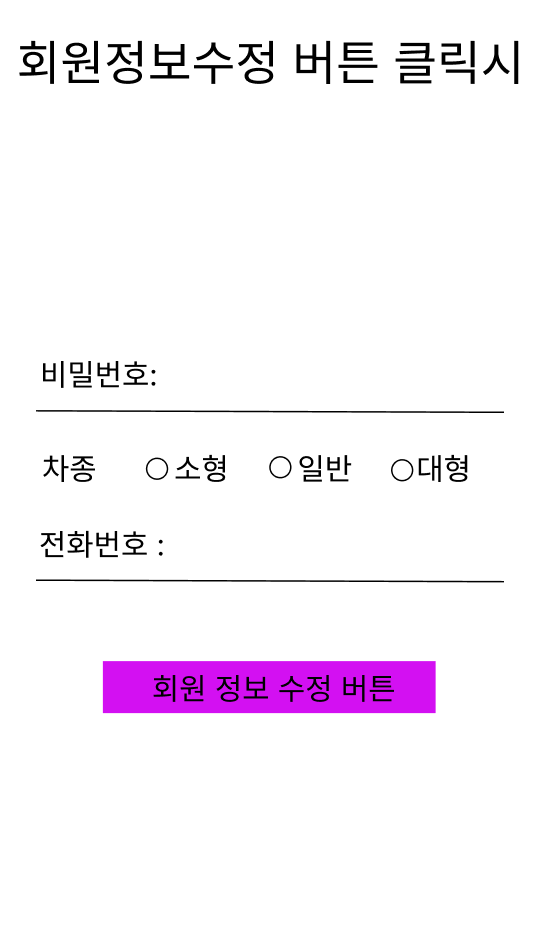 회원정보수정 버튼 클릭시
비밀번호:
차종 ○ 소형 ○ 일반 ○ 대형
전화번호 :
회원 정보 수정 버튼